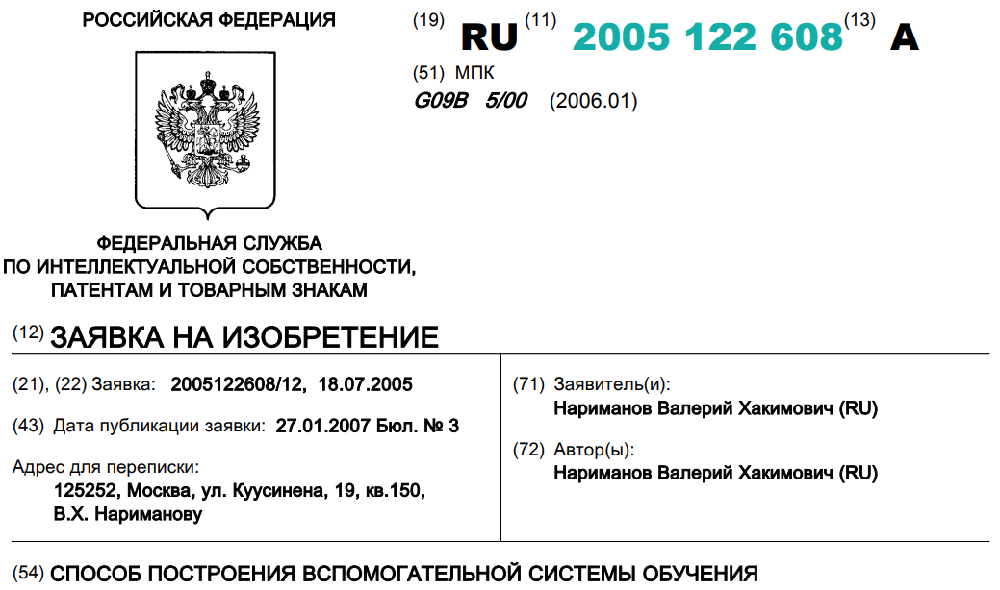 РОССИЙСКАЯ ФЕДЕРАЦИЯ
(19) RU (11) 2005 122 608 (13) A
(51) МПК
G09B 5/00 (2006.01)
ФЕДЕРАЛЬНАЯ СЛУЖБА
ПО ИНТЕЛЛЕКТУАЛЬНОЙ СОБСТВЕННОСТИ,
ПАТЕНТАМ И ТОВАРНЫМ ЗНАКАМ
(12) ЗАЯВКА НА ИЗОБРЕТЕНИЕ
(21), (22) Заявка: 2005122608/12, 18.07.2005
(43) Дата публикации заявки: 27.01.2007 Бюл. № 3
Адрес для переписки:
125252, Москва, ул. Куусинена, 19, кв.150,
В.Х. Нариманову
(71) Заявитель(и):
Нариманов Валерий Хакимович (RU)
(72) Автор(ы):
Нариманов Валерий Хакимович (RU)
(54) СПОСОБ ПОСТРОЕНИЯ ВСПОМОГАТЕЛЬНОЙ СИСТЕМЫ ОБУЧЕНИЯ